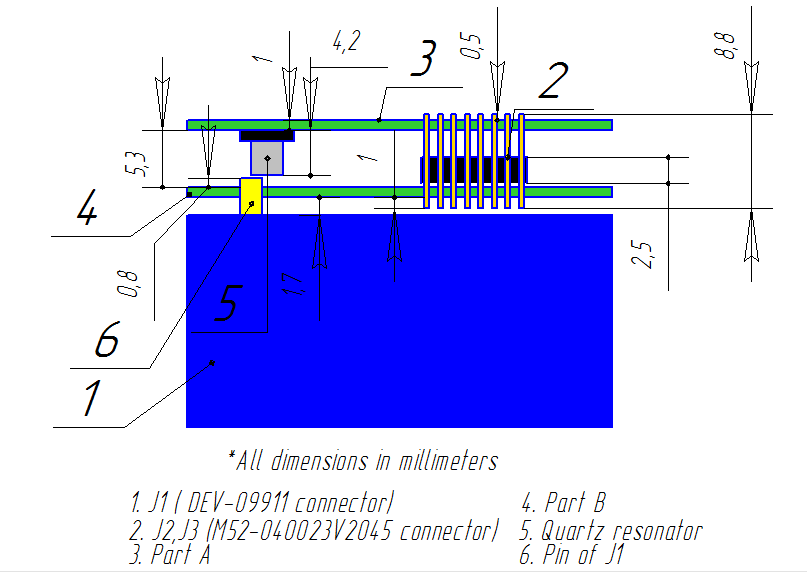 4,2
1
3
0,5
2
8,8
5,3
1
4
2,5
0,8
1,7
5
6
1
*All dimensions in millimeters
1. J1 ( DEV-09911 connector)
4. Part B
2. J2,J3 (M52-040023V2045 connector)
5. Quartz resonator
3. Part A
6. Pin of J1